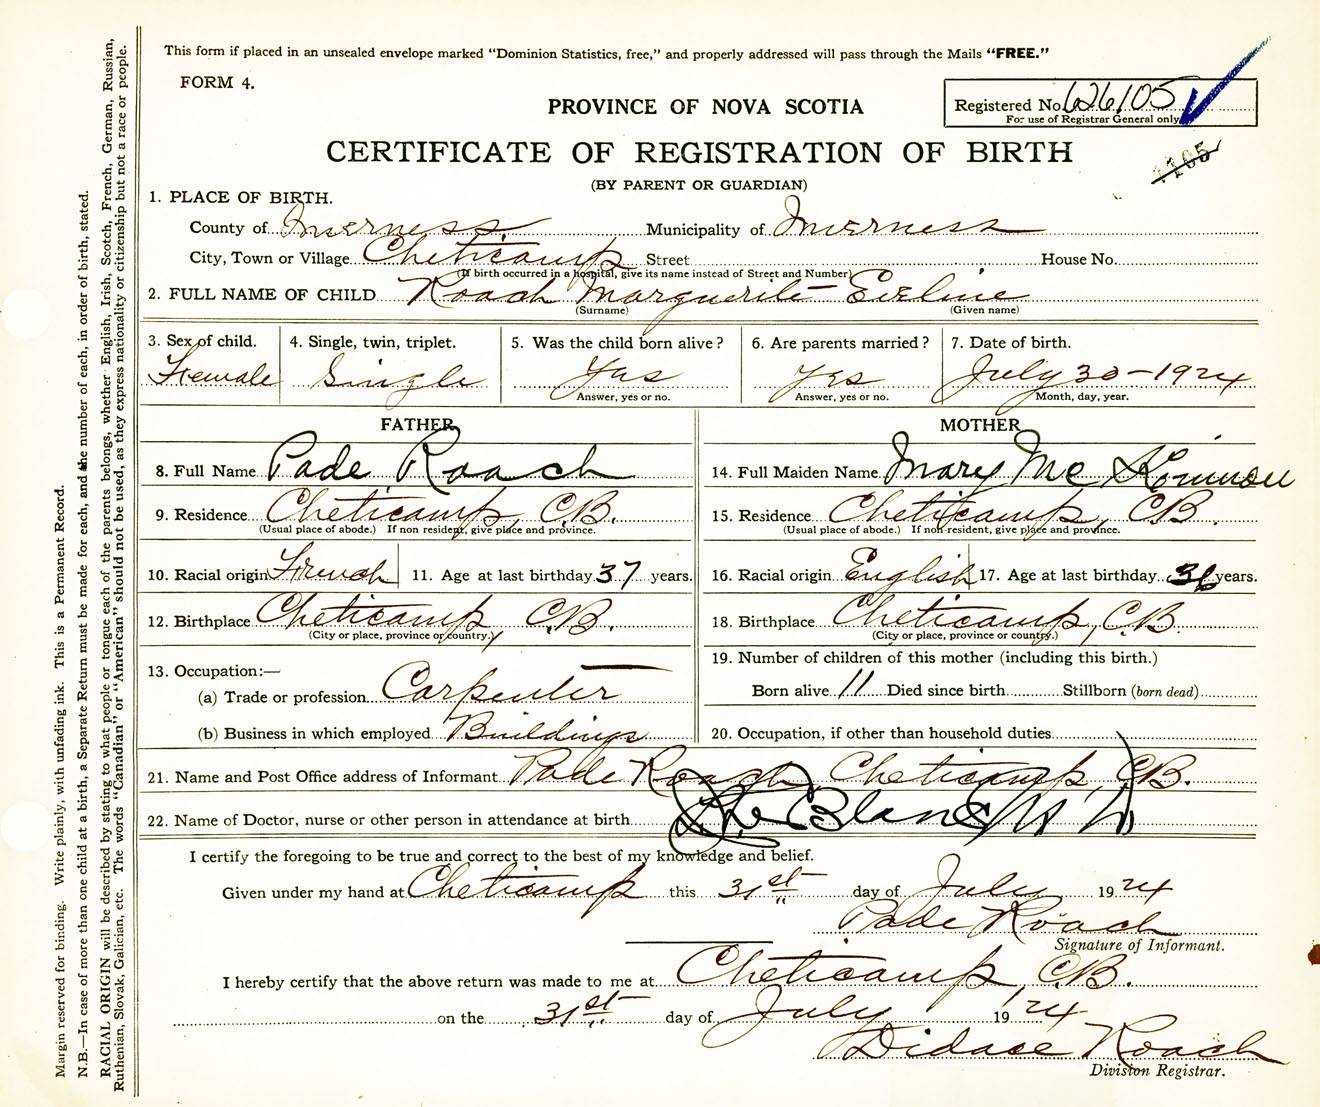 This form if placed in an unsealed envelope marked "Dominion Statistics, free," and properly addressed will pass through the Mails "FREE."
FORM 4.
PROVINCE OF NOVA SCOTIA
Registered No. 626105
For use of Registrar General only
CERTIFICATE OF REGISTRATION OF BIRTH
1105
(BY PARENT OR GUARDIAN)
1. PLACE OF BIRTH.
County of Inverness Municipality of Inverness
City, Town or Village Cheticamp Street House No.
(If birth occurred in a hospital, give its name instead of Street and Number)
2. FULL NAME OF CHILD Roach Marguerite Eveline
(Surname) (Given name)
3. Sex of child. 4. Single, twin, triplet. 5. Was the child born alive? 6. Are parents married? 7. Date of birth.
Female Single Yes Yes July 30-1924
Answer, yes or no. Answer, yes or no. Month, day, year.
FATHER MOTHER
8. Full Name Pade Roach 14. Full Maiden Name Mary Mc Kinnon
9. Residence Cheticamp, C.B. 15. Residence Cheticamp, C.B.
(Usual place of abode.) If non resident, give place and province. (Usual place of abode.) If non-resident, give place and province.
10. Racial origin French 11. Age at last birthday 37 years. 16. Racial origin English 17. Age at last birthday 36 years.
12. Birthplace Cheticamp, C.B. 18. Birthplace Cheticamp, C.B.
(City or place, province or country.) (City or place, province or country.)
13. Occupation:— 19. Number of children of this mother (including this birth.)
(a) Trade or profession Carpenter Born alive 11 Died since birth Stillborn (born dead)
(b) Business in which employed Buildings 20. Occupation, if other than household duties
21. Name and Post Office address of Informant Pade Roach, Cheticamp, C.B.
22. Name of Doctor, nurse or other person in attendance at birth LeBlanc M D
I certify the foregoing to be true and correct to the best of my knowledge and belief.
Given under my hand at Cheticamp this 31st day of July 1924
Pade Roach
Signature of Informant.
I hereby certify that the above return was made to me at Cheticamp, C.B.
on the 31st day of July 1924
Didace Roach
Division Registrar.
Margin reserved for binding. Write plainly, with unfading ink. This is a Permanent Record.
N.B.—In case of more than one child at a birth, a Separate Return must be made for each, and the number of each, in order of birth, stated.
RACIAL ORIGIN will be described by stating to what people or tongue each of the parents belongs, whether English, Irish, Scotch, French, German, Russian,
Ruthenian, Slovak, Galician, etc. The words "Canadian" or "American" should not be used, as they express nationality or citizenship but not a race or people.